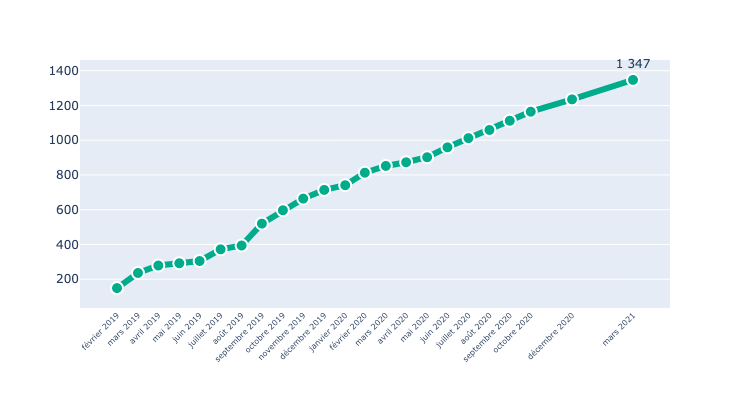 1 347
1400
1200
1000
800
600
400
200
février 2019
mars 2019
avril 2019
mai 2019
juin 2019
juillet 2019
août 2019
septembre 2019
octobre 2019
novembre 2019
décembre 2019
janvier 2020
février 2020
mars 2020
avril 2020
mai 2020
juin 2020
juillet 2020
août 2020
septembre 2020
octobre 2020
décembre 2020
mars 2021